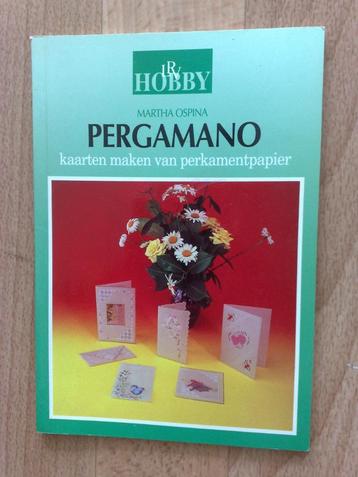 LRV
HOBBY
MARTHA OSPINA
PERGAMANO
kaarten maken van perkamentpapier